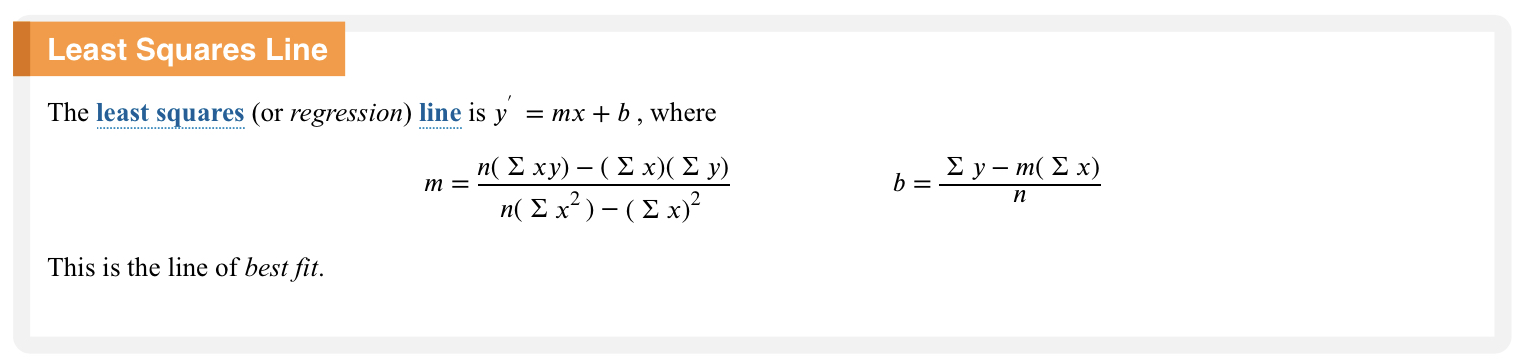 Least Squares Line
The least squares (or regression) line is y′ = mx + b , where
m = n( Σ xy) − ( Σ x)( Σ y) / n( Σ x²) − ( Σ x)²    b = Σ y − m( Σ x) / n
This is the line of best fit.